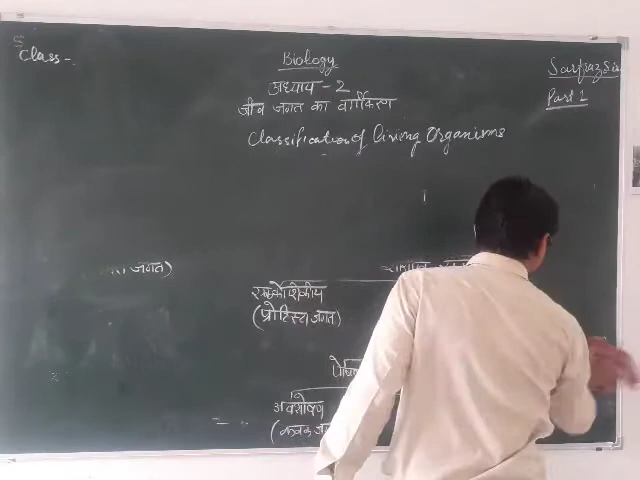 Class -
Biology
Sarfraz Sir
अध्याय - 2
Part 1
जीव जगत का वर्गीकरण
Classification of living Organisms
जगत)
एककोशिकीय
(प्रोटिस्टा जगत)
अवशोषण
(कवक